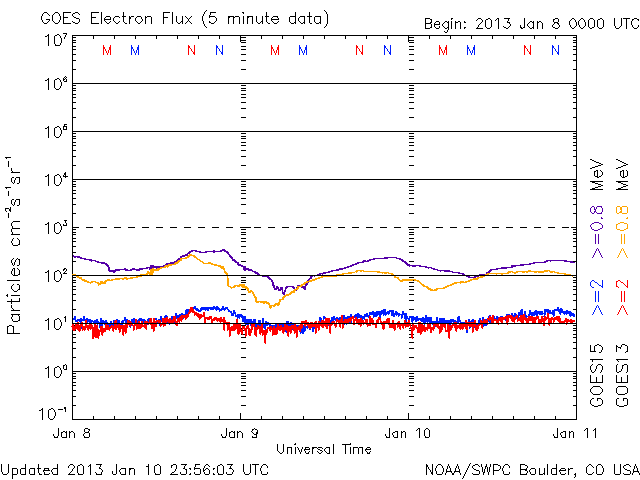 GOES Electron Flux (5 minute data)
Begin: 2013 Jan 8 0000 UTC
M M N N M M N N M M N N
10⁷
10⁶
10⁵
10⁴
10³
10²
10¹
10⁰
10⁻¹
Particles cm⁻²s⁻¹sr⁻¹
Jan 8 Jan 9 Jan 10 Jan 11
Universal Time
GOES15 >=2 >=0.8 MeV
GOES13 >=2 >=0.8 MeV
Updated 2013 Jan 10 23:56:03 UTC
NOAA/SWPC Boulder, CO USA